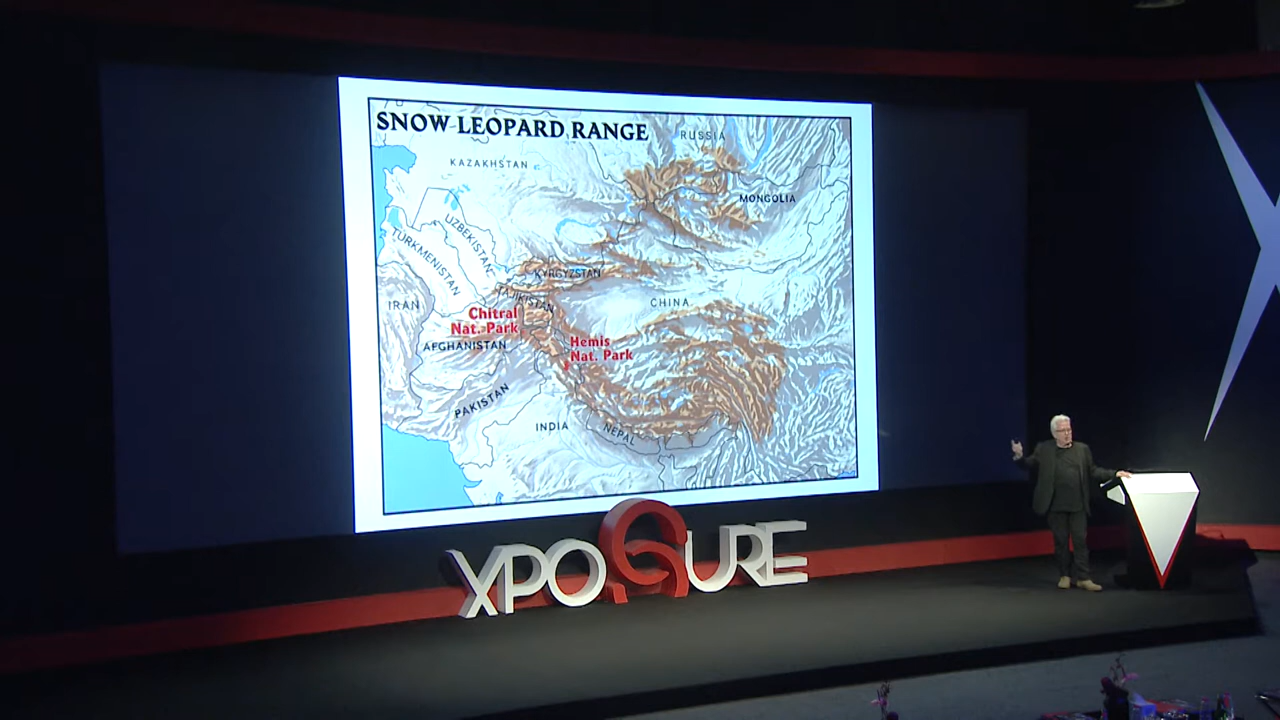 SNOW LEOPARD RANGE
RUSSIA
KAZAKHSTAN
MONGOLIA
UZBEKISTAN
TURKMENISTAN
KYRGYZSTAN
TAJIKISTAN
IRAN
CHINA
Chitral
Nat. Park
Hemis
Nat. Park
AFGHANISTAN
PAKISTAN
INDIA
NEPAL
XPOSURE